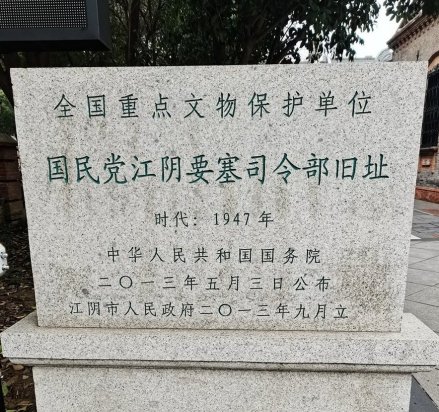 全国重点文物保护单位
国民党江阴要塞司令部旧址
时代：1947年
中华人民共和国国务院
二〇一三年五月三日公布
江阴市人民政府二〇一三年九月立